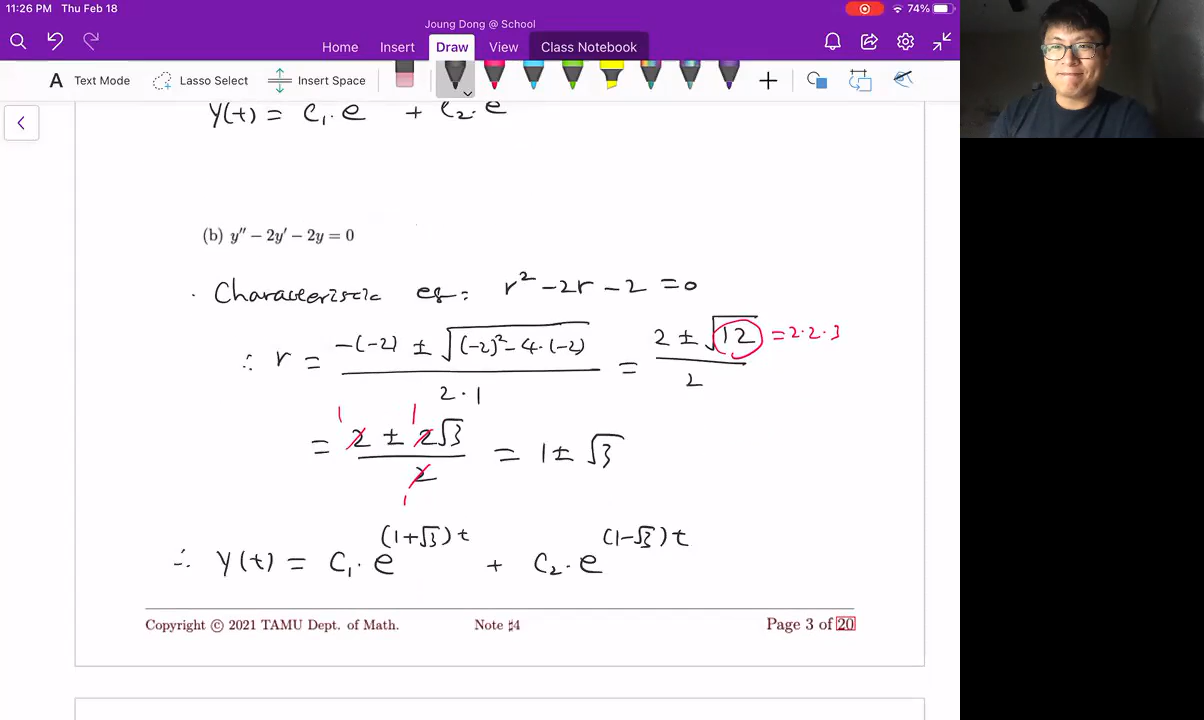 11:26 PM Thu Feb 18 74%
Joung Dong @ School
Home Insert Draw View Class Notebook
A Text Mode Lasso Select Insert Space
Y(t) = C₁·e + C₂·e
(b) y″ − 2y′ − 2y = 0
· Characteristic eq: r² −2r −2 = 0
∴ r = (−(−2) ± √((−2)² − 4·(−2))) / (2·1) = (2 ± √12) / 2 = 2·2·3
= (2 ± 2√3) / 2 = 1 ± √3 1 1 1
∴ Y(t) = C₁·e^((1+√3)t) + C₂·e^((1−√3)t)
Copyright © 2021 TAMU Dept. of Math. Note ♯4 Page 3 of 20